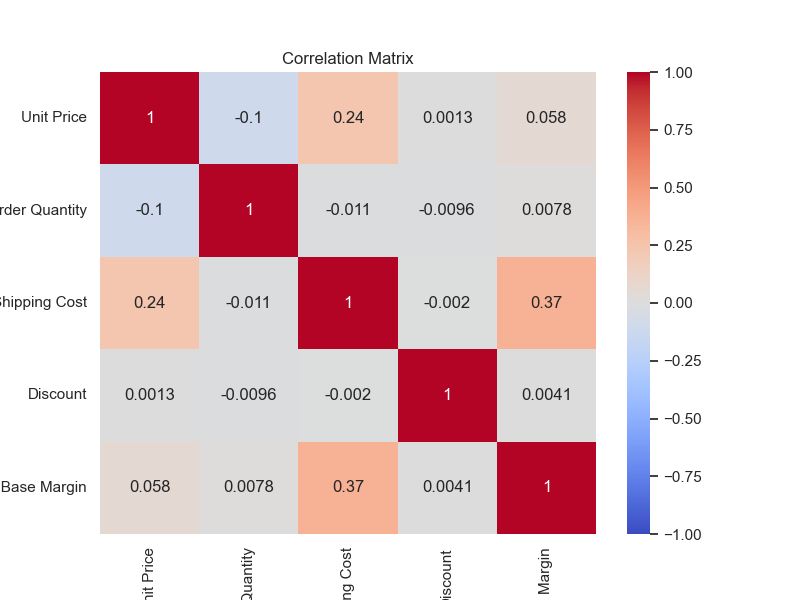 Correlation Matrix
Unit Price 1 -0.1 0.24 0.0013 0.058
rder Quantity -0.1 1 -0.011 -0.0096 0.0078
Shipping Cost 0.24 -0.011 1 -0.002 0.37
Discount 0.0013 -0.0096 -0.002 1 0.0041
Base Margin 0.058 0.0078 0.37 0.0041 1
nit Price Quantity ng Cost iscount Margin
1.00
0.75
0.50
0.25
0.00
−0.25
−0.50
−0.75
−1.00